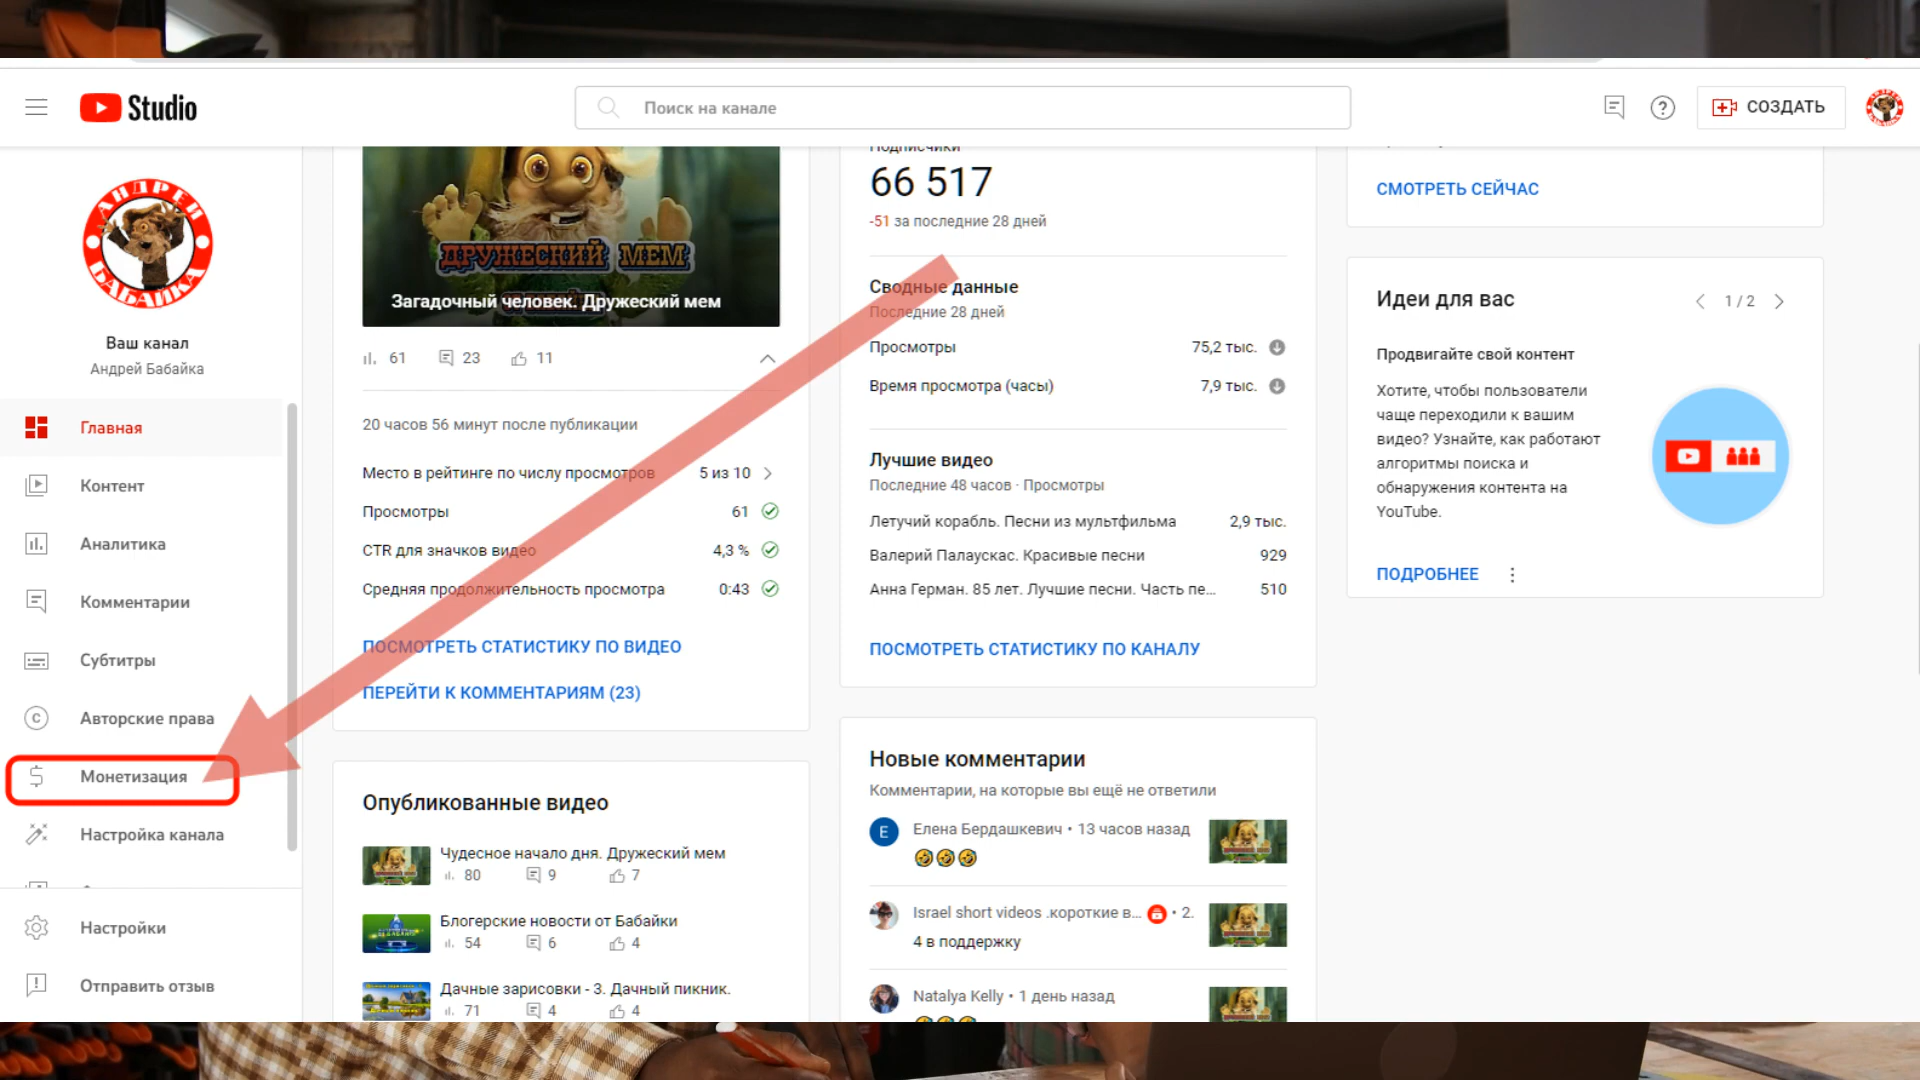 Studio
Поиск на канале
СОЗДАТЬ
АНДРЕЙ
БАБАЙКА
Ваш канал
Андрей Бабайка
Главная
Контент
Аналитика
Комментарии
Субтитры
Авторские права
Монетизация
Настройка канала
Настройки
Отправить отзыв
ДРУЖЕСКИЙ МЕМ
Загадочный человек. Дружеский мем
61 23 11
20 часов 56 минут после публикации
Место в рейтинге по числу просмотров 5 из 10
Просмотры 61
CTR для значков видео 4,3 %
Средняя продолжительность просмотра 0:43
ПОСМОТРЕТЬ СТАТИСТИКУ ПО ВИДЕО
ПЕРЕЙТИ К КОММЕНТАРИЯМ (23)
Опубликованные видео
Чудесное начало дня. Дружеский мем
80 9 7
Блогерские новости от Бабайки
54 6 4
Дачные зарисовки - 3. Дачный пикник.
71 4 4
Подписчики
66 517
-51 за последние 28 дней
Сводные данные
Последние 28 дней
Просмотры 75,2 тыс.
Время просмотра (часы) 7,9 тыс.
Лучшие видео
Последние 48 часов · Просмотры
Летучий корабль. Песни из мультфильма 2,9 тыс.
Валерий Палаускас. Красивые песни 929
Анна Герман. 85 лет. Лучшие песни. Часть пе... 510
ПОСМОТРЕТЬ СТАТИСТИКУ ПО КАНАЛУ
Новые комментарии
Комментарии, на которые вы ещё не ответили
E
Елена Бердашкевич • 13 часов назад
🤣🤣🤣
Israel short videos .короткие в... • 2.
4 в поддержку
Natalya Kelly • 1 день назад
СМОТРЕТЬ СЕЙЧАС
Идеи для вас
1 / 2
Продвигайте свой контент
Хотите, чтобы пользователи
чаще переходили к вашим
видео? Узнайте, как работают
алгоритмы поиска и
обнаружения контента на
YouTube.
ПОДРОБНЕЕ